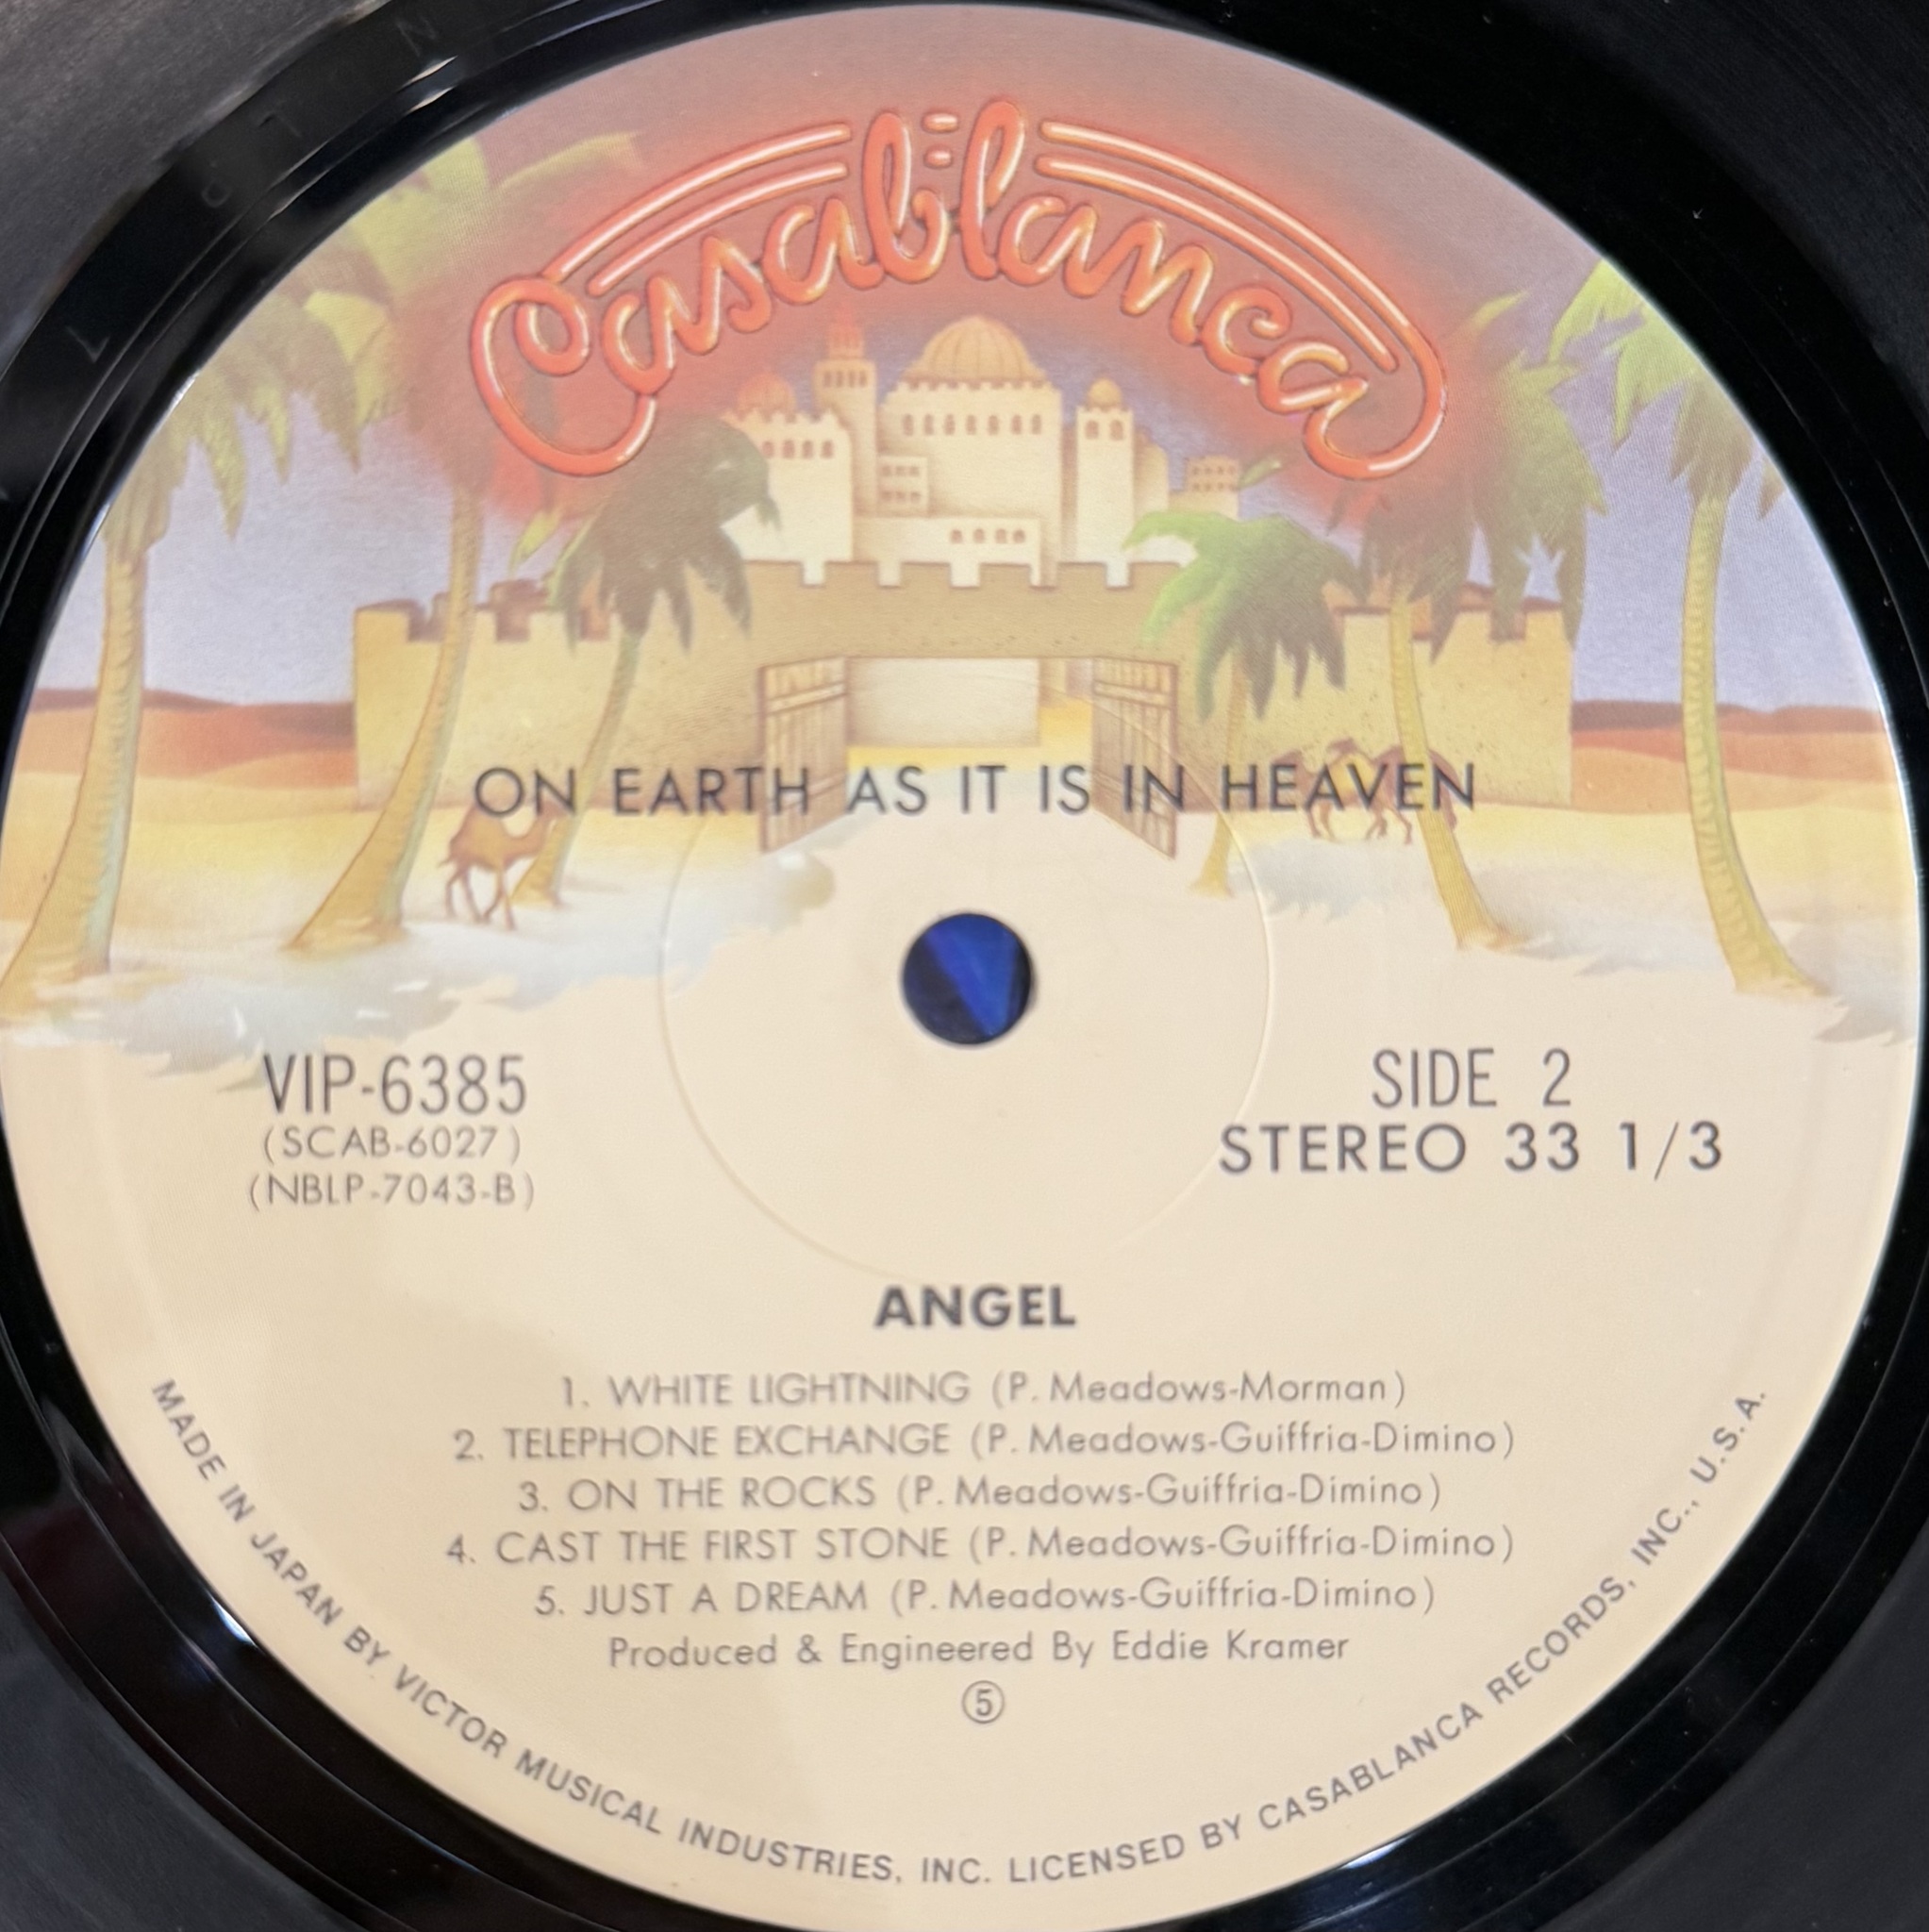 Casablanca
ON EARTH AS IT IS IN HEAVEN
VIP-6385
(SCAB-6027)
(NBLP-7043-B)
SIDE 2
STEREO 33 1/3
ANGEL
1. WHITE LIGHTNING (P. Meadows-Morman)
2. TELEPHONE EXCHANGE (P. Meadows-Guiffria-Dimino)
3. ON THE ROCKS (P. Meadows-Guiffria-Dimino)
4. CAST THE FIRST STONE (P. Meadows-Guiffria-Dimino)
5. JUST A DREAM (P. Meadows-Guiffria-Dimino)
Produced & Engineered By Eddie Kramer
⑤
MADE IN JAPAN BY VICTOR MUSICAL INDUSTRIES, INC. LICENSED BY CASABLANCA RECORDS, INC., U.S.A.